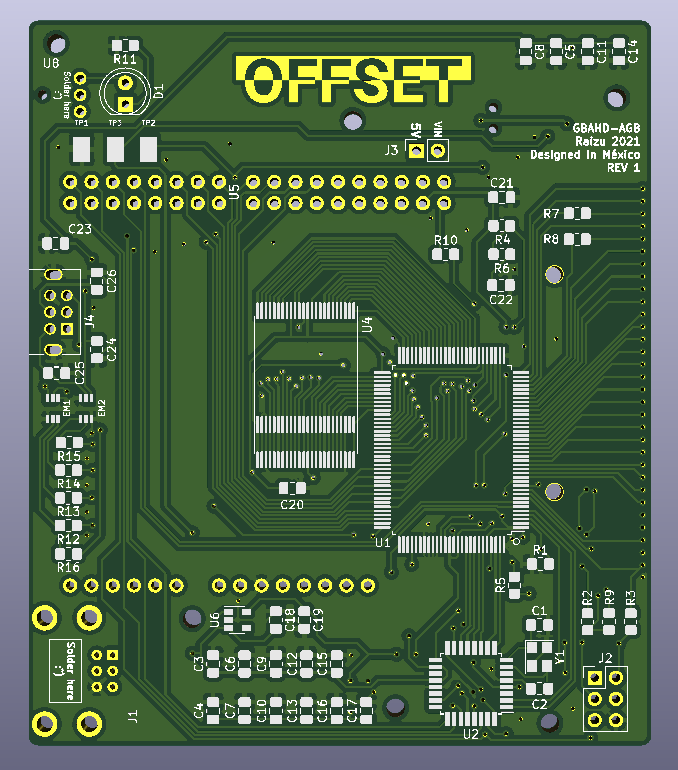 OFFSET
U8
R11
Solder here
:)
D1
TP1
TP3
TP2
C8
C5
C11
C14
5V
VIN
J3
GBAHD-AGB
Raizu 2021
Designed in México
REV 1
U5
C21
R7
R4
R8
R10
R6
C22
C23
C26
J4
C24
C25
U4
EM1
EM2
R15
R14
R13
R12
R16
C20
U1
R1
R5
R2
R9
R3
U6
C18
C19
C1
Y1
C2
J2
C3
C6
C9
C12
C15
Solder here
:)
J1
C4
C7
C10
C13
C16
C17
U2